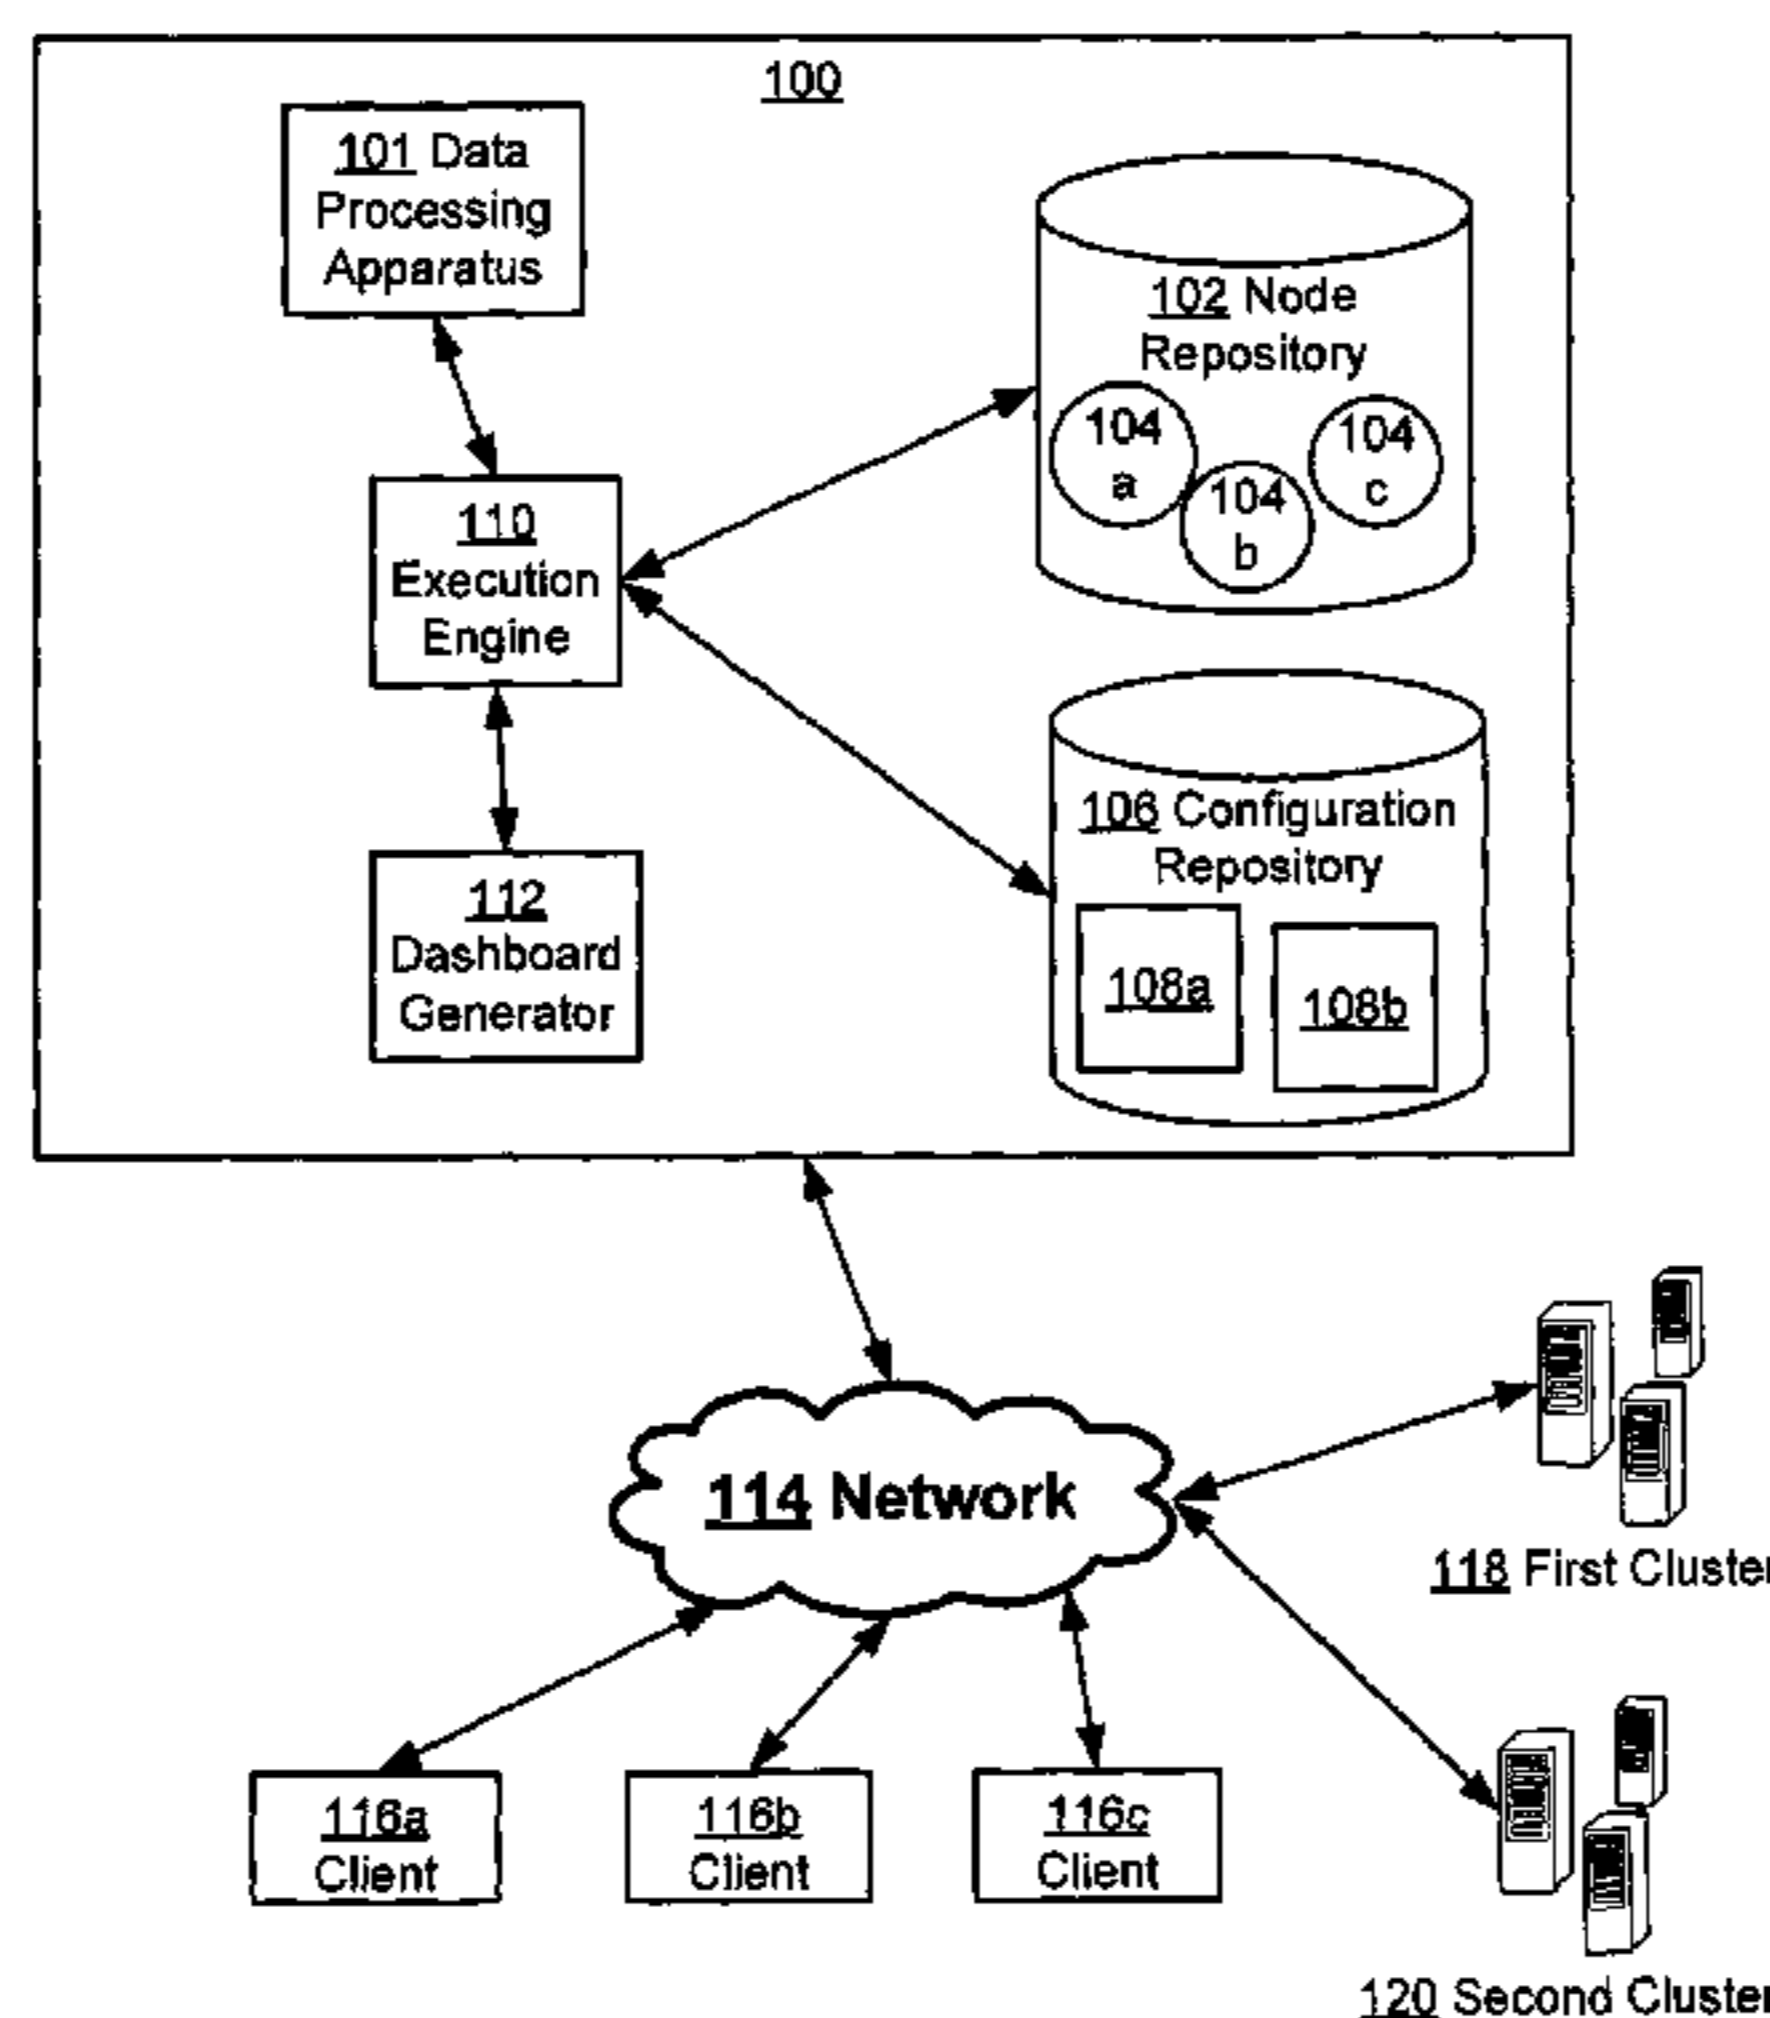 100
101 Data
Processing
Apparatus
102 Node
Repository
104
a
104
b
104
c
110
Execution
Engine
106 Configuration
Repository
108a
108b
112
Dashboard
Generator
114 Network
118 First Cluster
116a
Client
116b
Client
116c
Client
120 Second Cluster